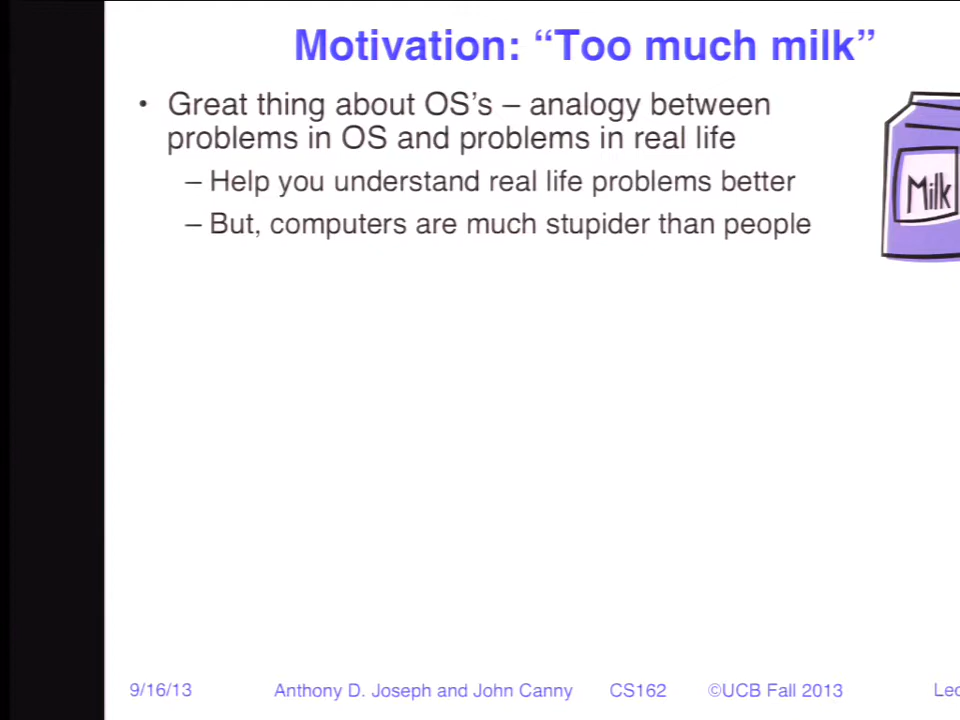 Motivation: “Too much milk”
• Great thing about OS’s – analogy between
problems in OS and problems in real life
– Help you understand real life problems better
– But, computers are much stupider than people
Milk
9/16/13 Anthony D. Joseph and John Canny CS162 ©UCB Fall 2013